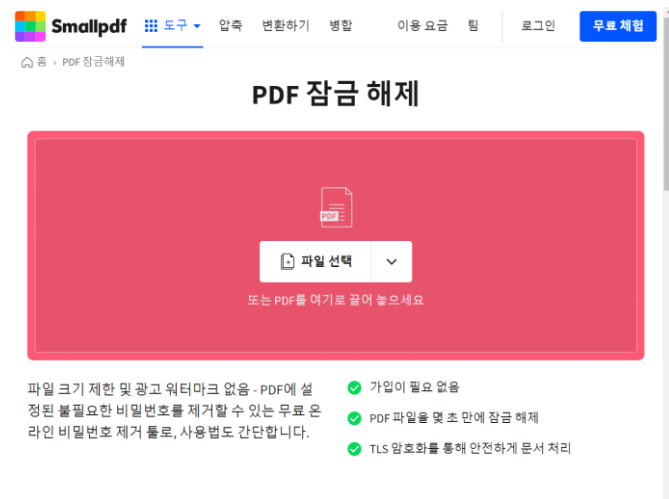 Smallpdf 도구 압축 변환하기 병합 이용 요금 팀 로그인 무료 체험
홈 › PDF 잠금해제
PDF 잠금 해제
PDF
파일 선택
또는 PDF를 여기로 끌어 놓으세요
파일 크기 제한 및 광고 워터마크 없음 - PDF에 설
정된 불필요한 비밀번호를 제거할 수 있는 무료 온
라인 비밀번호 제거 툴로, 사용법도 간단합니다.
가입이 필요 없음
PDF 파일을 몇 초 만에 잠금 해제
TLS 암호화를 통해 안전하게 문서 처리